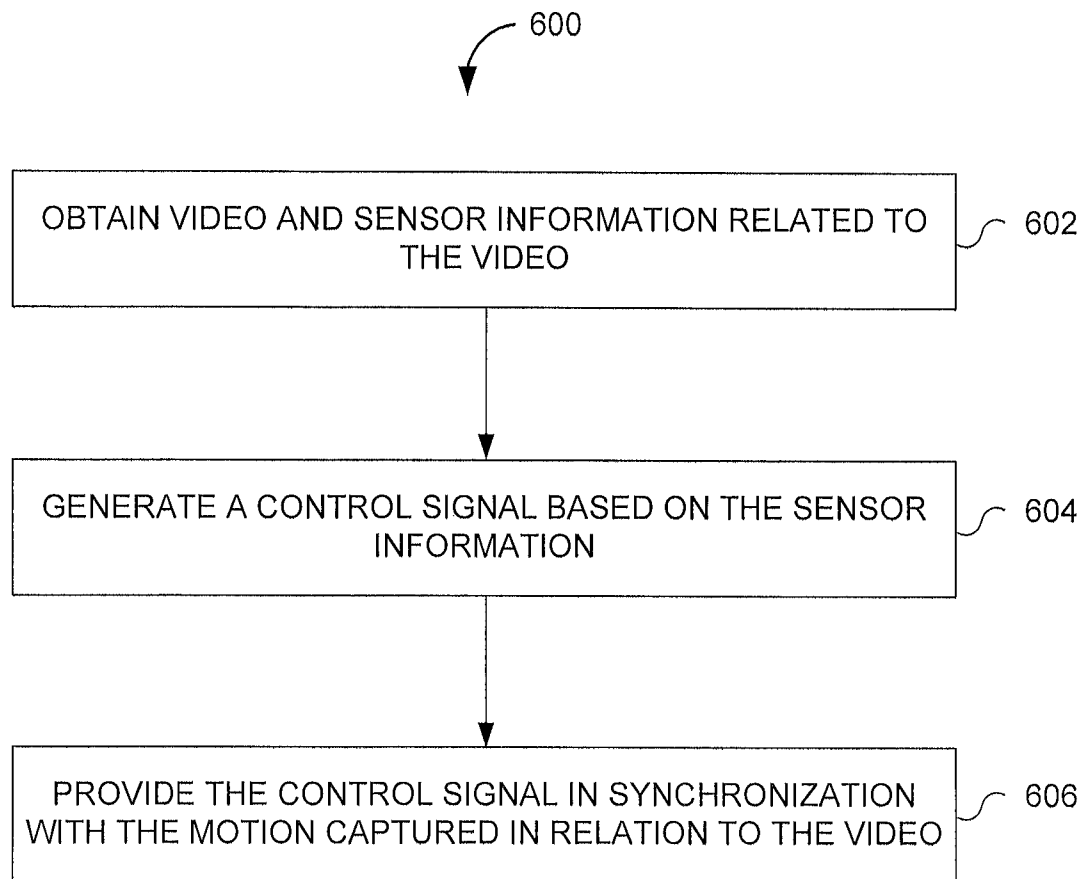 600
OBTAIN VIDEO AND SENSOR INFORMATION RELATED TO
THE VIDEO
602
GENERATE A CONTROL SIGNAL BASED ON THE SENSOR
INFORMATION
604
PROVIDE THE CONTROL SIGNAL IN SYNCHRONIZATION
WITH THE MOTION CAPTURED IN RELATION TO THE VIDEO
606